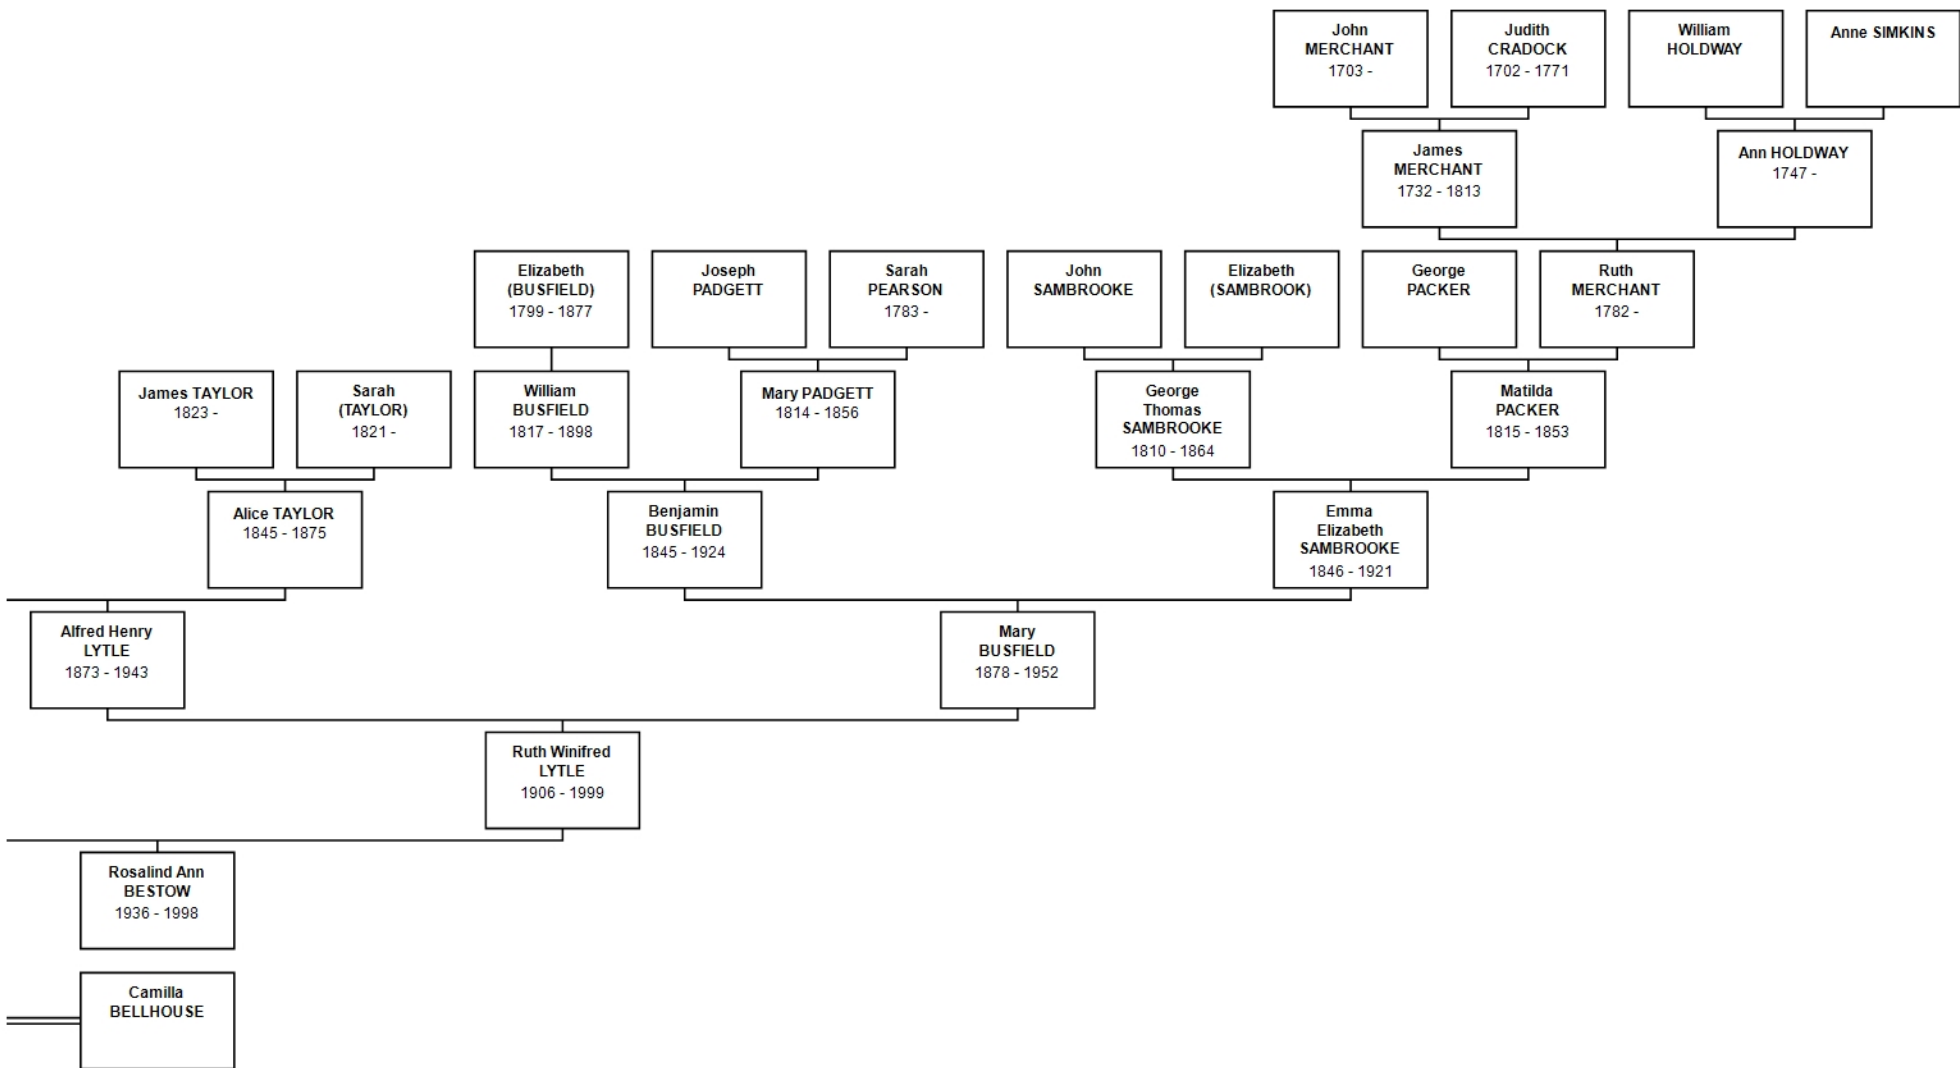 John
MERCHANT
1703 -
Judith
CRADOCK
1702 - 1771
William
HOLDWAY
Anne SIMKINS
James
MERCHANT
1732 - 1813
Ann HOLDWAY
1747 -
Elizabeth
(BUSFIELD)
1799 - 1877
Joseph
PADGETT
Sarah
PEARSON
1783 -
John
SAMBROOKE
Elizabeth
(SAMBROOK)
George
PACKER
Ruth
MERCHANT
1782 -
James TAYLOR
1823 -
Sarah
(TAYLOR)
1821 -
William
BUSFIELD
1817 - 1898
Mary PADGETT
1814 - 1856
George
Thomas
SAMBROOKE
1810 - 1864
Matilda
PACKER
1815 - 1853
Alice TAYLOR
1845 - 1875
Benjamin
BUSFIELD
1845 - 1924
Emma
Elizabeth
SAMBROOKE
1846 - 1921
Alfred Henry
LYTLE
1873 - 1943
Mary
BUSFIELD
1878 - 1952
Ruth Winifred
LYTLE
1906 - 1999
Rosalind Ann
BESTOW
1936 - 1998
Camilla
BELLHOUSE